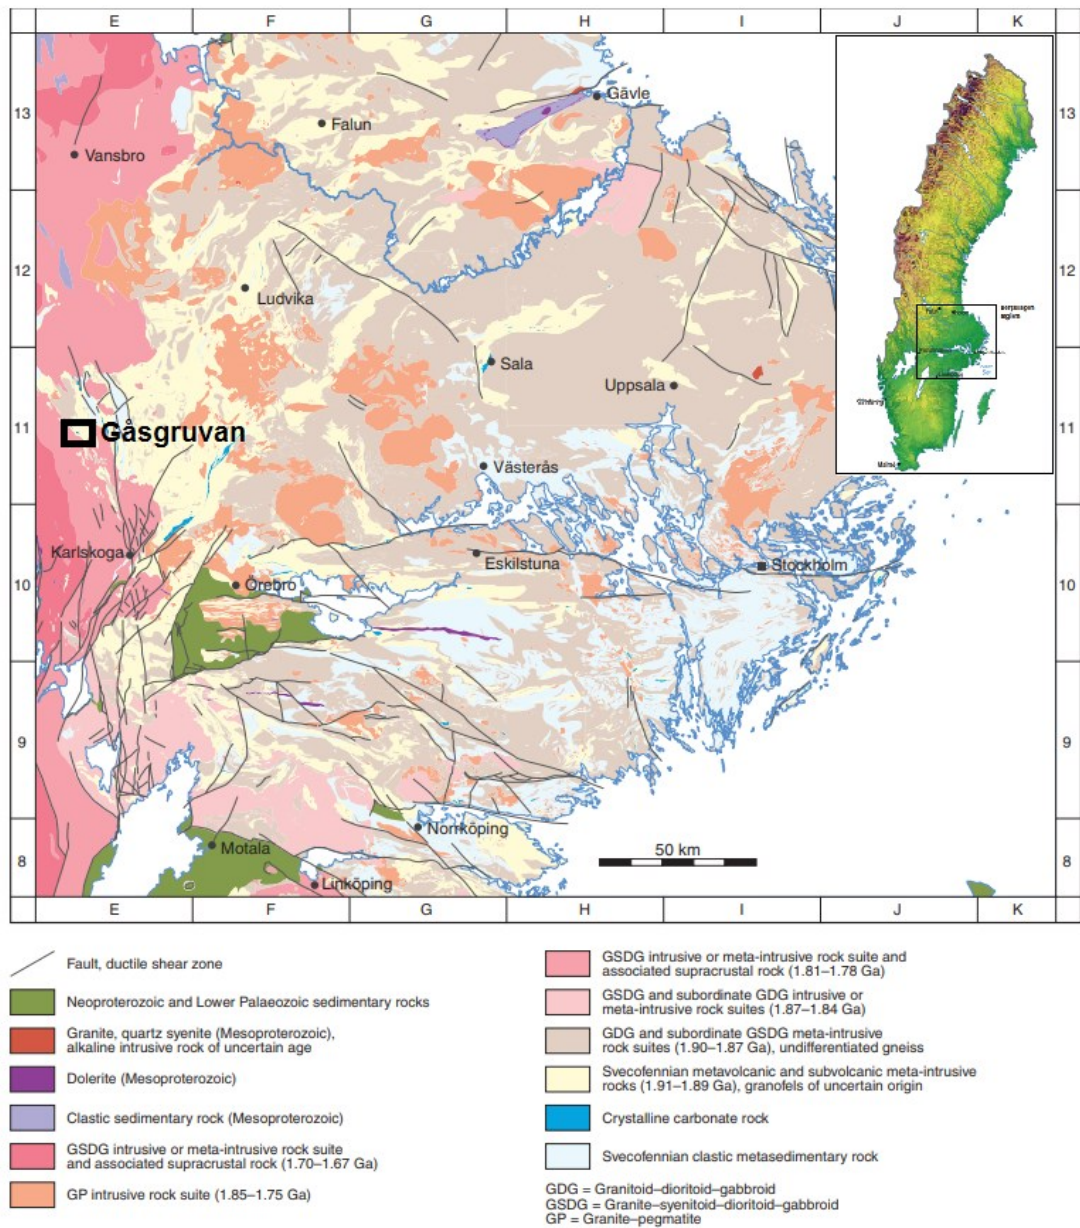 E F G H I J K
13 13
Gävle
Falun
Vansbro
12 12
Ludvika
Sala
Uppsala
11 Gåsgruvan 11
Västerås
Karlskoga
Eskilstuna
Stockholm
10 Örebro 10
9 9
Norrköping
Motala
50 km
8 8
Linköping
E F G H I J K
Fault, ductile shear zone
Neoproterozoic and Lower Palaeozoic sedimentary rocks
Granite, quartz syenite (Mesoproterozoic),
alkaline intrusive rock of uncertain age
Dolerite (Mesoproterozoic)
Clastic sedimentary rock (Mesoproterozoic)
GSDG intrusive or meta-intrusive rock suite
and associated supracrustal rock (1.70–1.67 Ga)
GP intrusive rock suite (1.85–1.75 Ga)
GSDG intrusive or meta-intrusive rock suite and
associated supracrustal rock (1.81–1.78 Ga)
GSDG and subordinate GDG intrusive or
meta-intrusive rock suites (1.87–1.84 Ga)
GDG and subordinate GSDG meta-intrusive
rock suites (1.90–1.87 Ga), undifferentiated gneiss
Svecofennian metavolcanic and subvolcanic meta-intrusive
rocks (1.91–1.89 Ga), granofels of uncertain origin
Crystalline carbonate rock
Svecofennian clastic metasedimentary rock
GDG = Granitoid–dioritoid–gabbroid
GSDG = Granite–syenitoid–dioritoid–gabbroid
GP = Granite–pegmatite